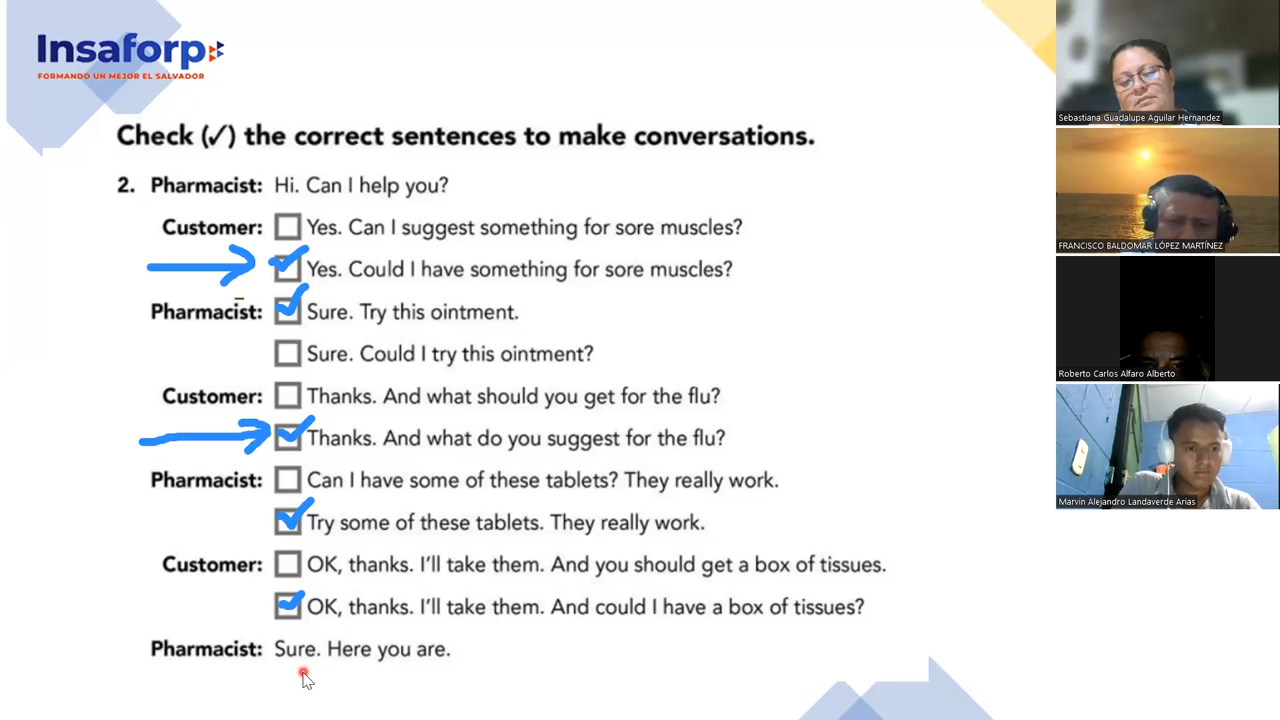 Insaforp
FORMANDO UN MEJOR EL SALVADOR
Check (✓) the correct sentences to make conversations.
2. Pharmacist: Hi. Can I help you?
Customer: Yes. Can I suggest something for sore muscles?
Yes. Could I have something for sore muscles?
Pharmacist: Sure. Try this ointment.
Sure. Could I try this ointment?
Customer: Thanks. And what should you get for the flu?
Thanks. And what do you suggest for the flu?
Pharmacist: Can I have some of these tablets? They really work.
Try some of these tablets. They really work.
Customer: OK, thanks. I'll take them. And you should get a box of tissues.
OK, thanks. I'll take them. And could I have a box of tissues?
Pharmacist: Sure. Here you are.
Sebastiana Guadalupe Aguilar Hernandez
FRANCISCO BALDOMAR LÓPEZ MARTÍNEZ
Roberto Carlos Alfaro Alberto
Marvin Alejandro Landaverde Arias